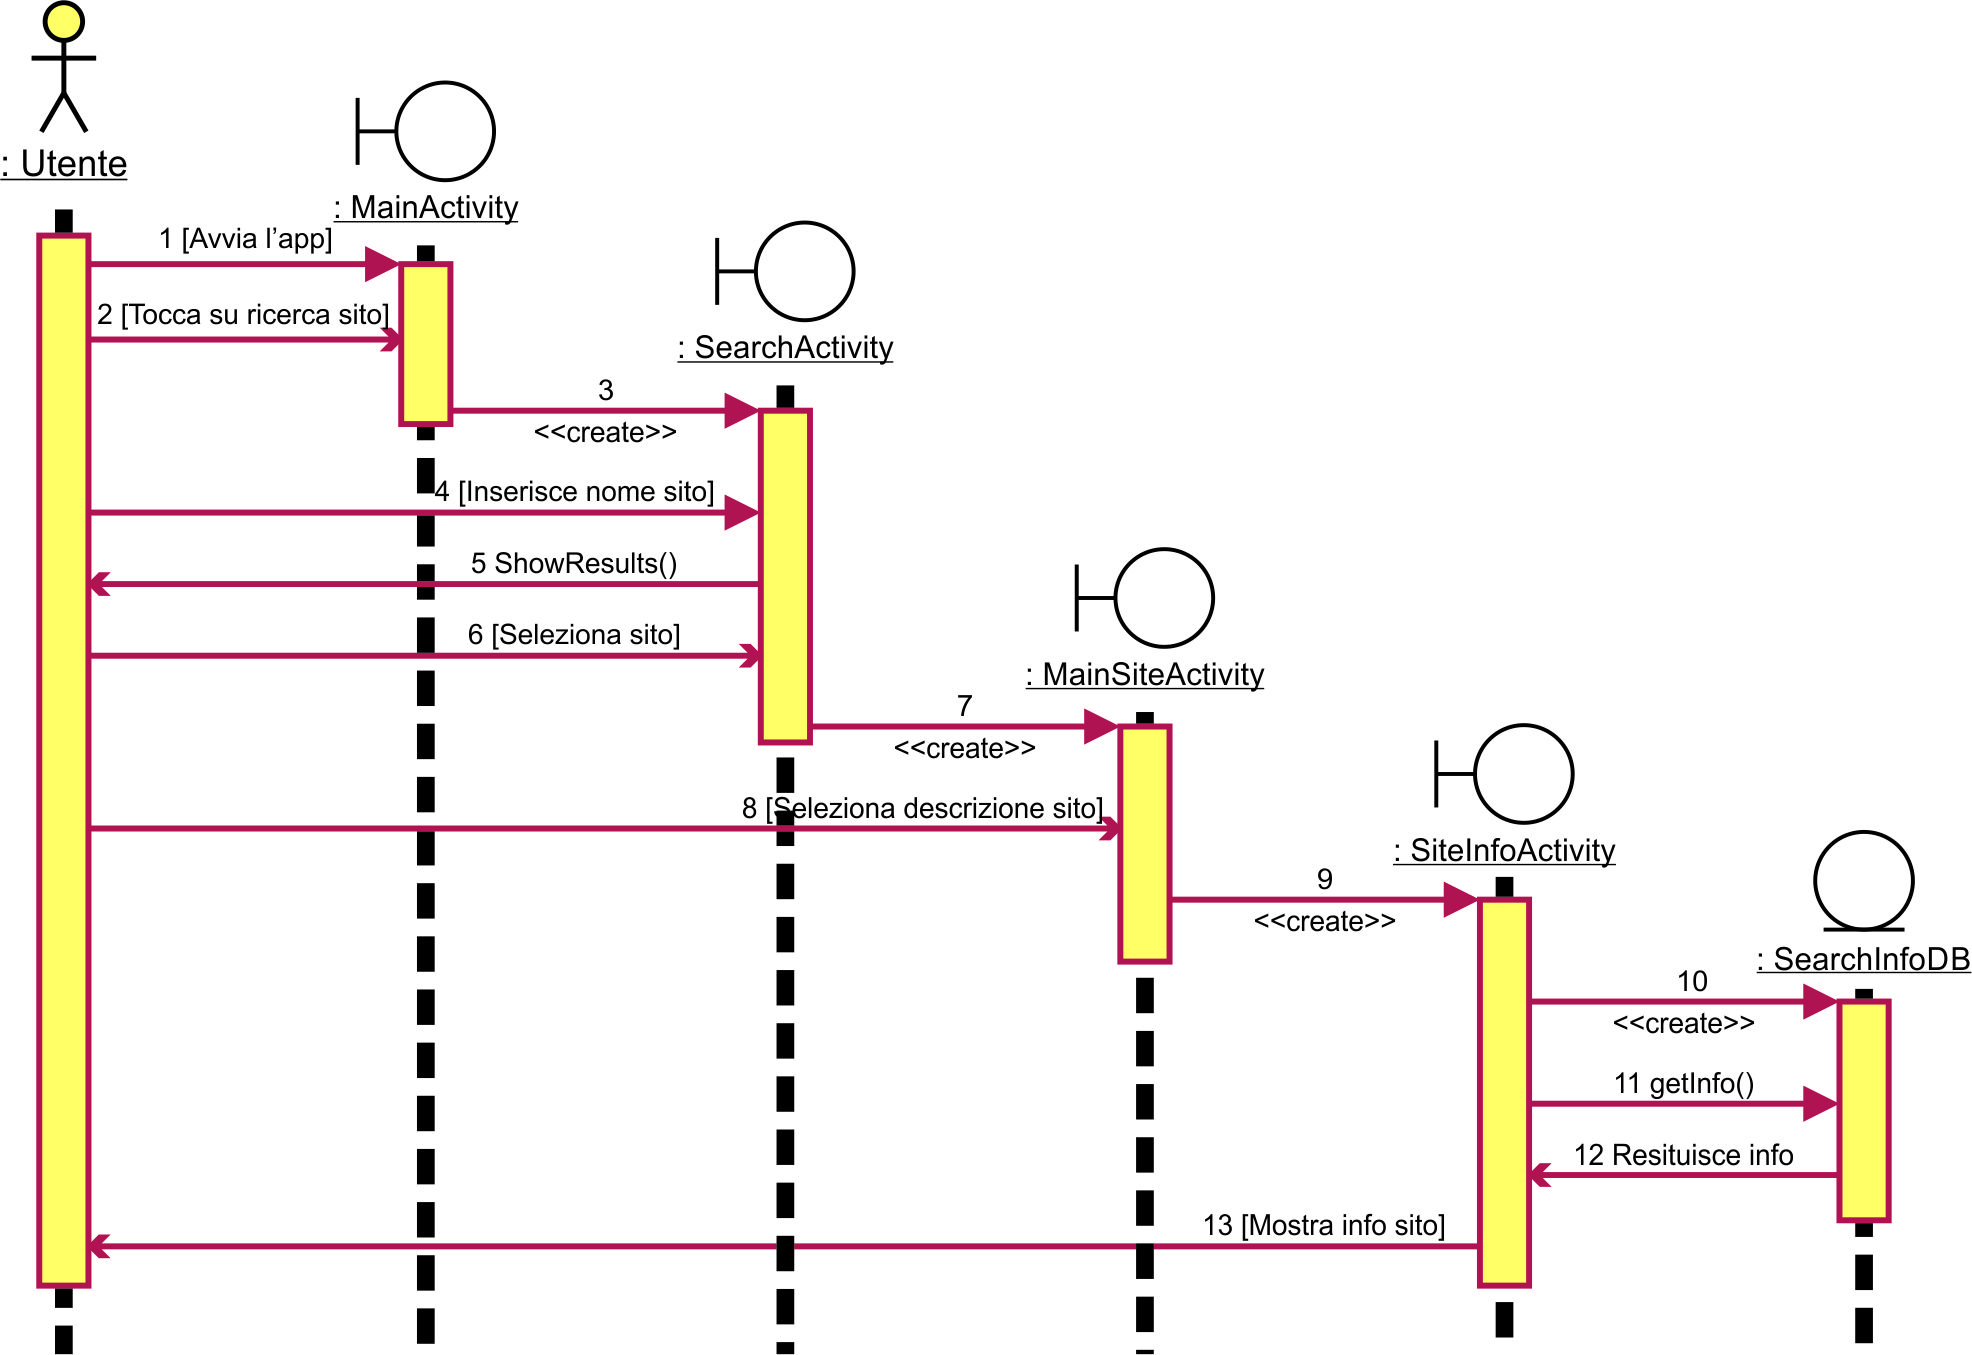 : Utente
: MainActivity
1 [Avvia l’app]
2 [Tocca su ricerca sito]
: SearchActivity
3
<<create>>
4 [Inserisce nome sito]
5 ShowResults()
6 [Seleziona sito]
: MainSiteActivity
7
<<create>>
8 [Seleziona descrizione sito]
: SiteInfoActivity
9
<<create>>
: SearchInfoDB
10
<<create>>
11 getInfo()
12 Resituisce info
13 [Mostra info sito]